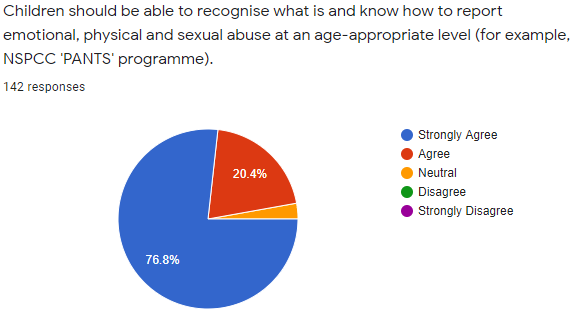 Children should be able to recognise what is and know how to report
emotional, physical and sexual abuse at an age-appropriate level (for example,
NSPCC 'PANTS' programme).
142 responses
Strongly Agree
Agree
Neutral
Disagree
Strongly Disagree
20.4%
76.8%